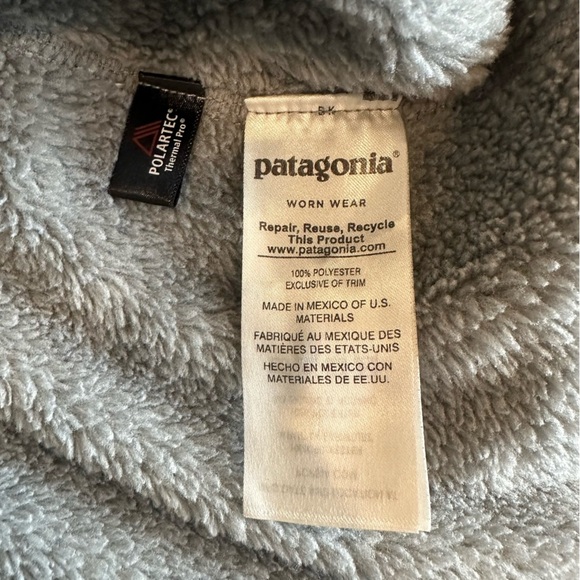 POLARTEC®
Thermal Pro®
patagonia®
WORN WEAR
Repair, Reuse, Recycle
This Product
www.patagonia.com
100% POLYESTER
EXCLUSIVE OF TRIM
MADE IN MEXICO OF U.S.
MATERIALS
FABRIQUÉ AU MEXIQUE DES
MATIÈRES DES ETATS-UNIS
HECHO EN MEXICO CON
MATERIALES DE EE.UU.